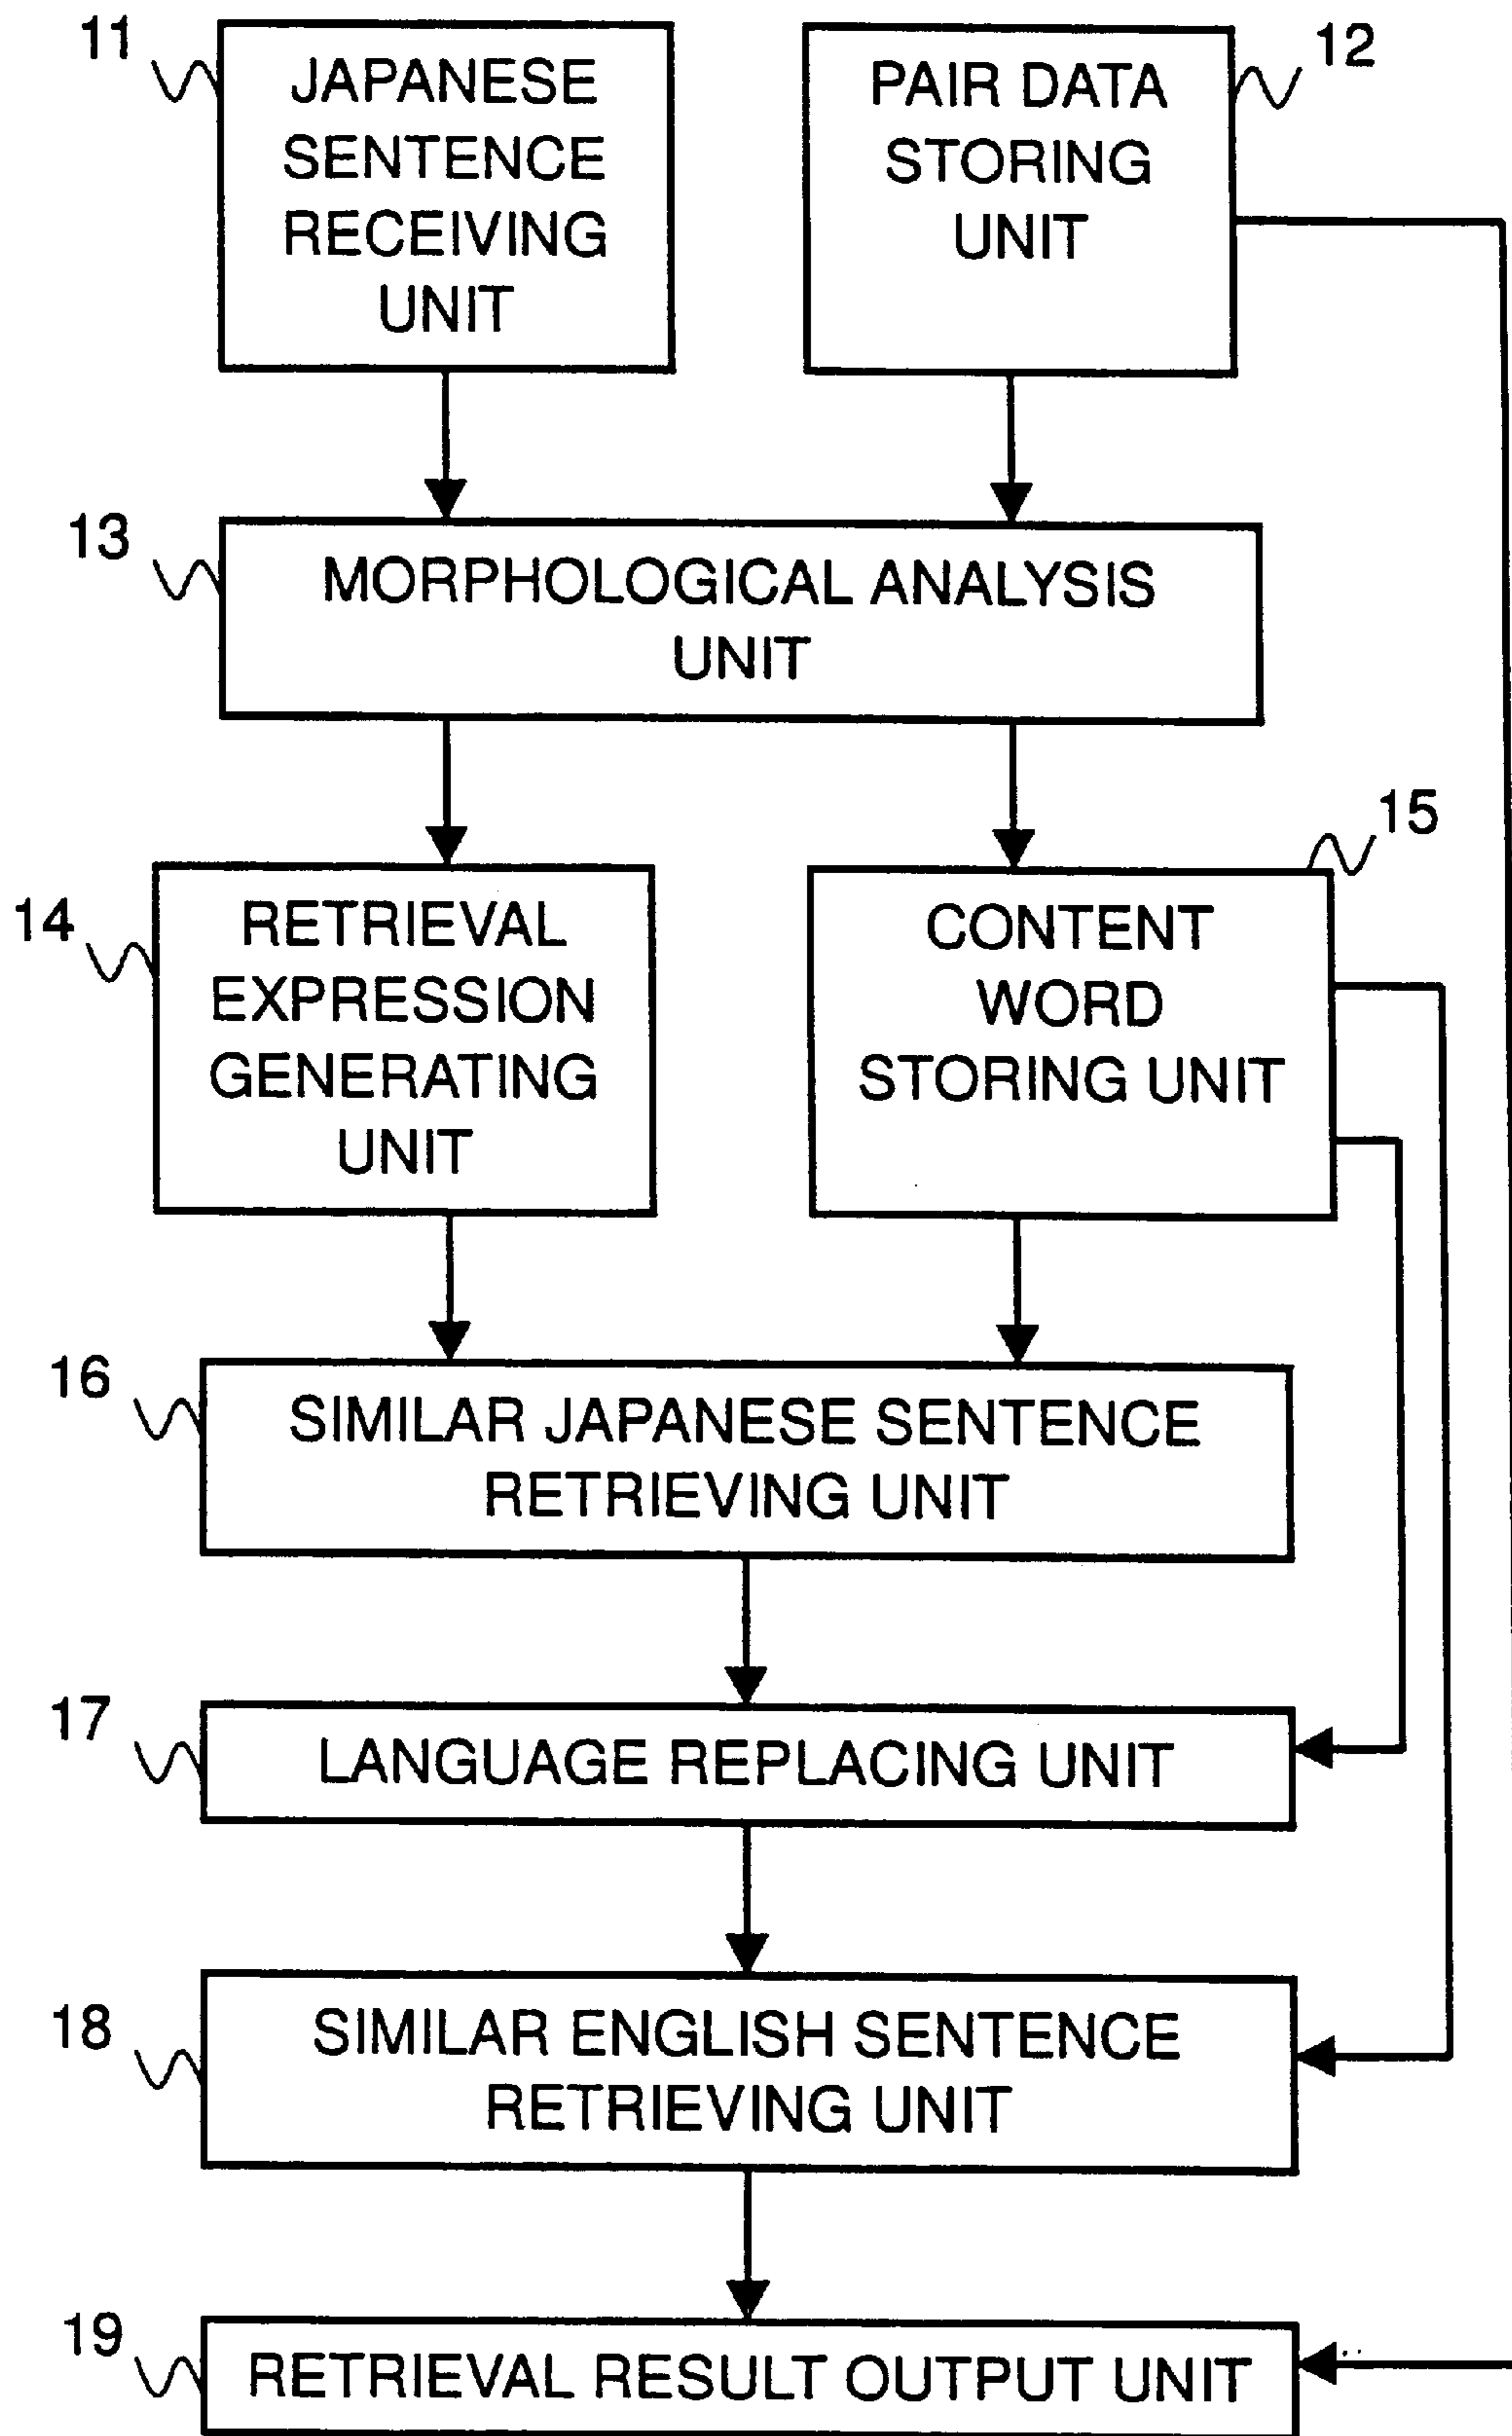 11
JAPANESE
SENTENCE
RECEIVING
UNIT
12
PAIR DATA
STORING
UNIT
13
MORPHOLOGICAL ANALYSIS
UNIT
14
RETRIEVAL
EXPRESSION
GENERATING
UNIT
15
CONTENT
WORD
STORING UNIT
16
SIMILAR JAPANESE SENTENCE
RETRIEVING UNIT
17
LANGUAGE REPLACING UNIT
18
SIMILAR ENGLISH SENTENCE
RETRIEVING UNIT
19
RETRIEVAL RESULT OUTPUT UNIT